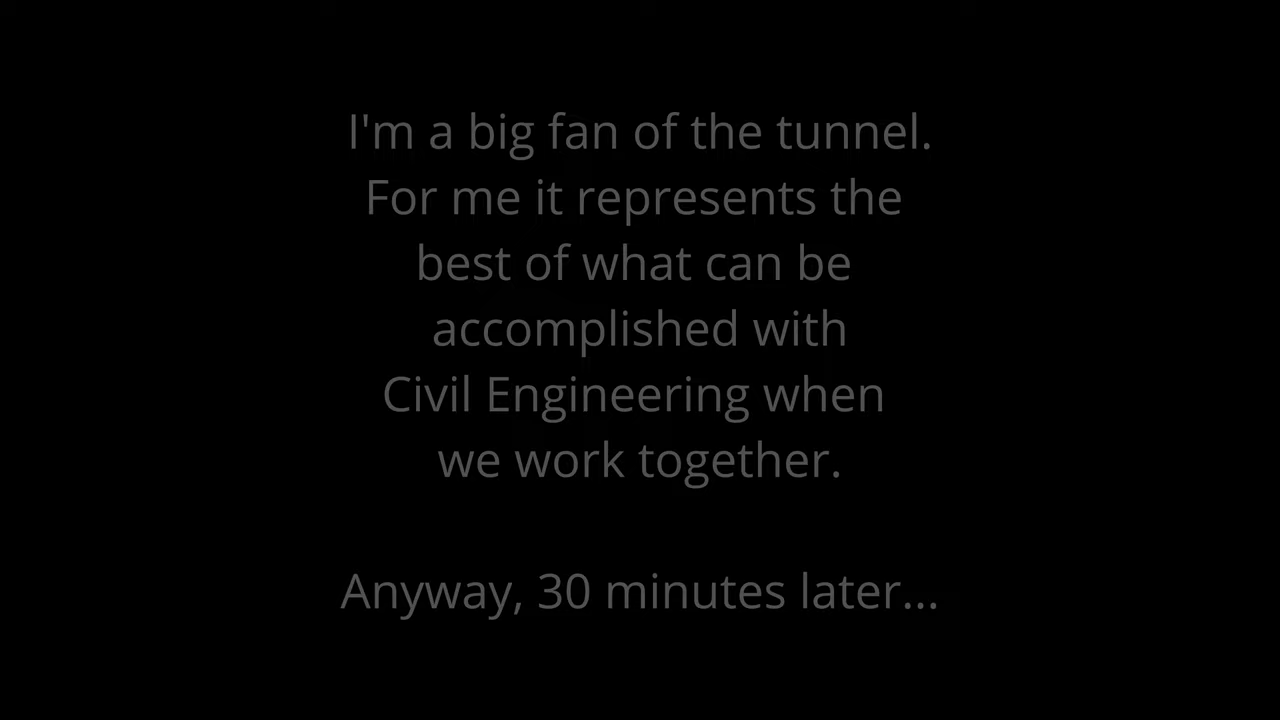 I'm a big fan of the tunnel.
For me it represents the
best of what can be
accomplished with
Civil Engineering when
we work together.
Anyway, 30 minutes later...